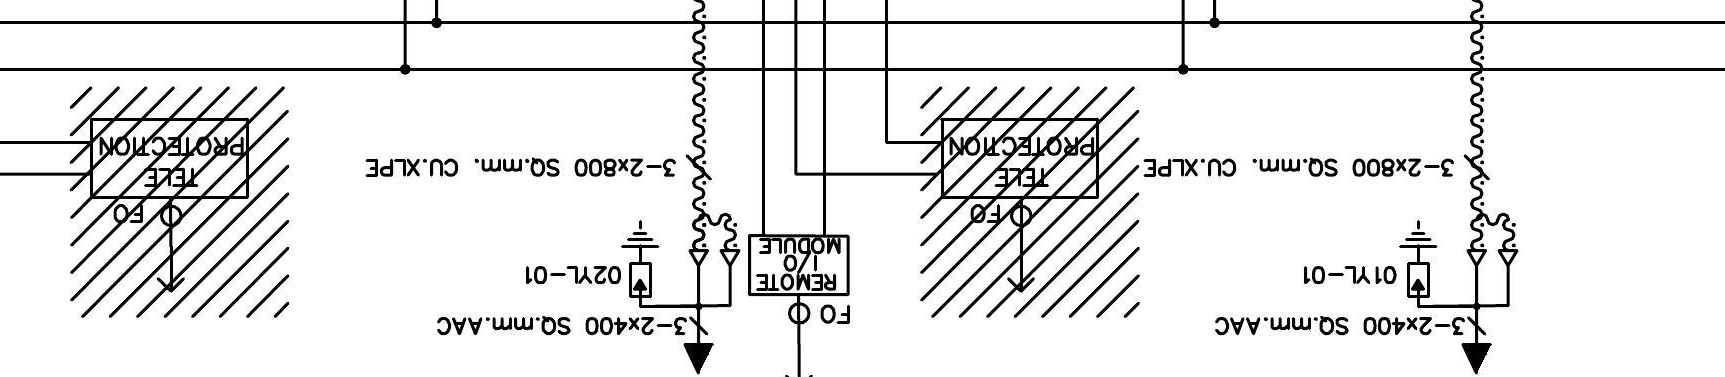 3-2x400 SQ.mm.AAC
01YL-01
3-2x800 SQ.mm. CU.XLPE
FO
TELE
PROTECTION
FO
REMOTE
I/O
MODULE
3-2x400 SQ.mm.AAC
02YL-01
3-2x800 SQ.mm. CU.XLPE
FO
TELE
PROTECTION